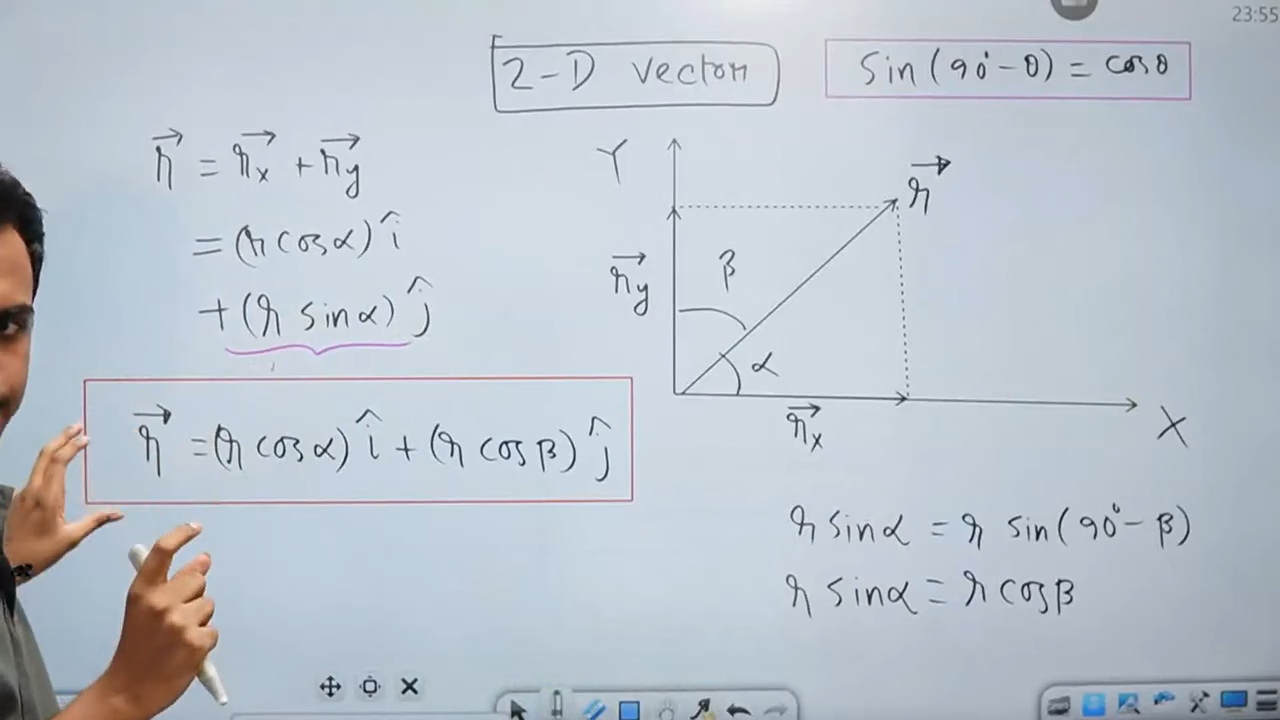 23:55
2-D vector
sin(90°-θ) = cosθ
r⃗ = r⃗x + r⃗y
= (r cosα) î
+ (r sinα) ĵ
r⃗ = (r cosα) î + (r cosβ) ĵ
Y
r⃗
β
r⃗y
α
r⃗x
X
r sinα = r sin(90°-β)
r sinα = r cosβ